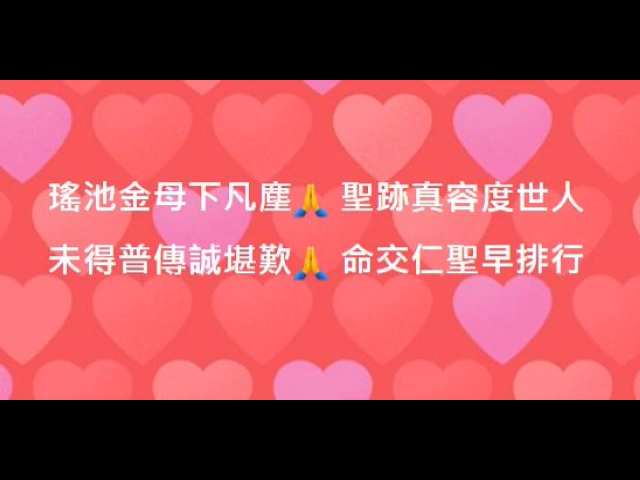 瑤池金母下凡塵🙏 聖跡真容度世人
未得普傳誠堪歎🙏 命交仁聖早排行